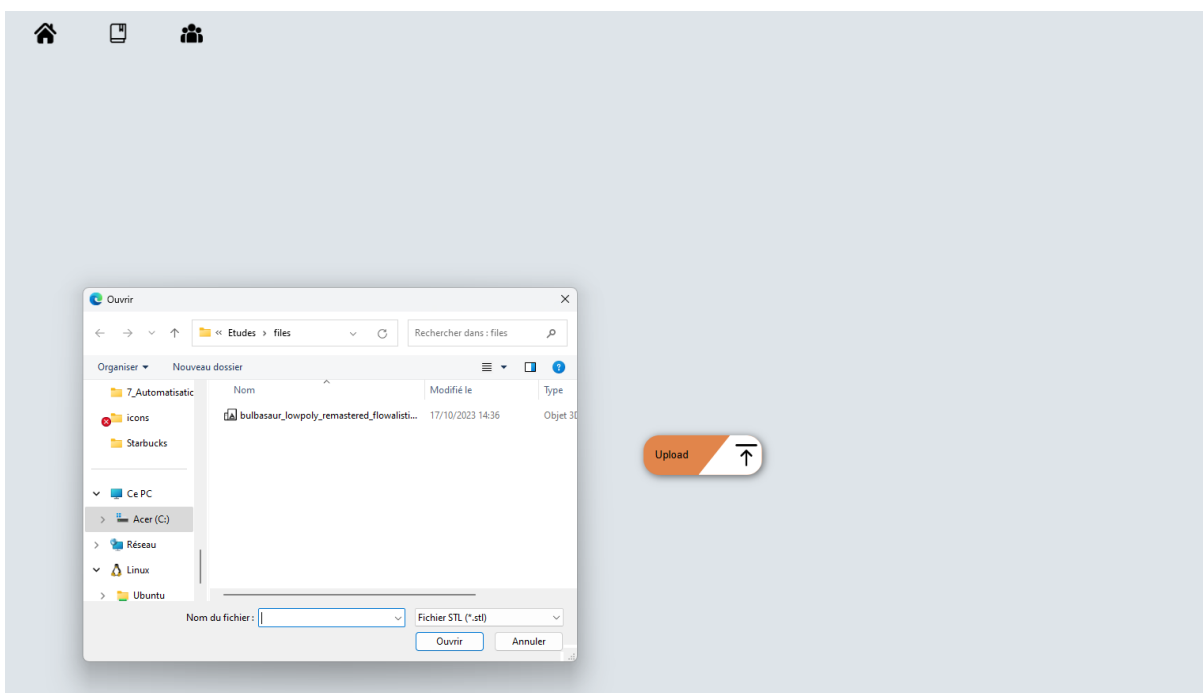 Ouvrir
« Etudes › files
Rechercher dans : files
Organiser
Nouveau dossier
Nom
Modifié le
Type
7_Automatisatic
icons
Starbucks
bulbasaur_lowpoly_remastered_flowalisti...
17/10/2023 14:36
Objet 3D
Upload
Ce PC
Acer (C:)
Réseau
Linux
Ubuntu
Nom du fichier :
Fichier STL (*.stl)
Ouvrir
Annuler